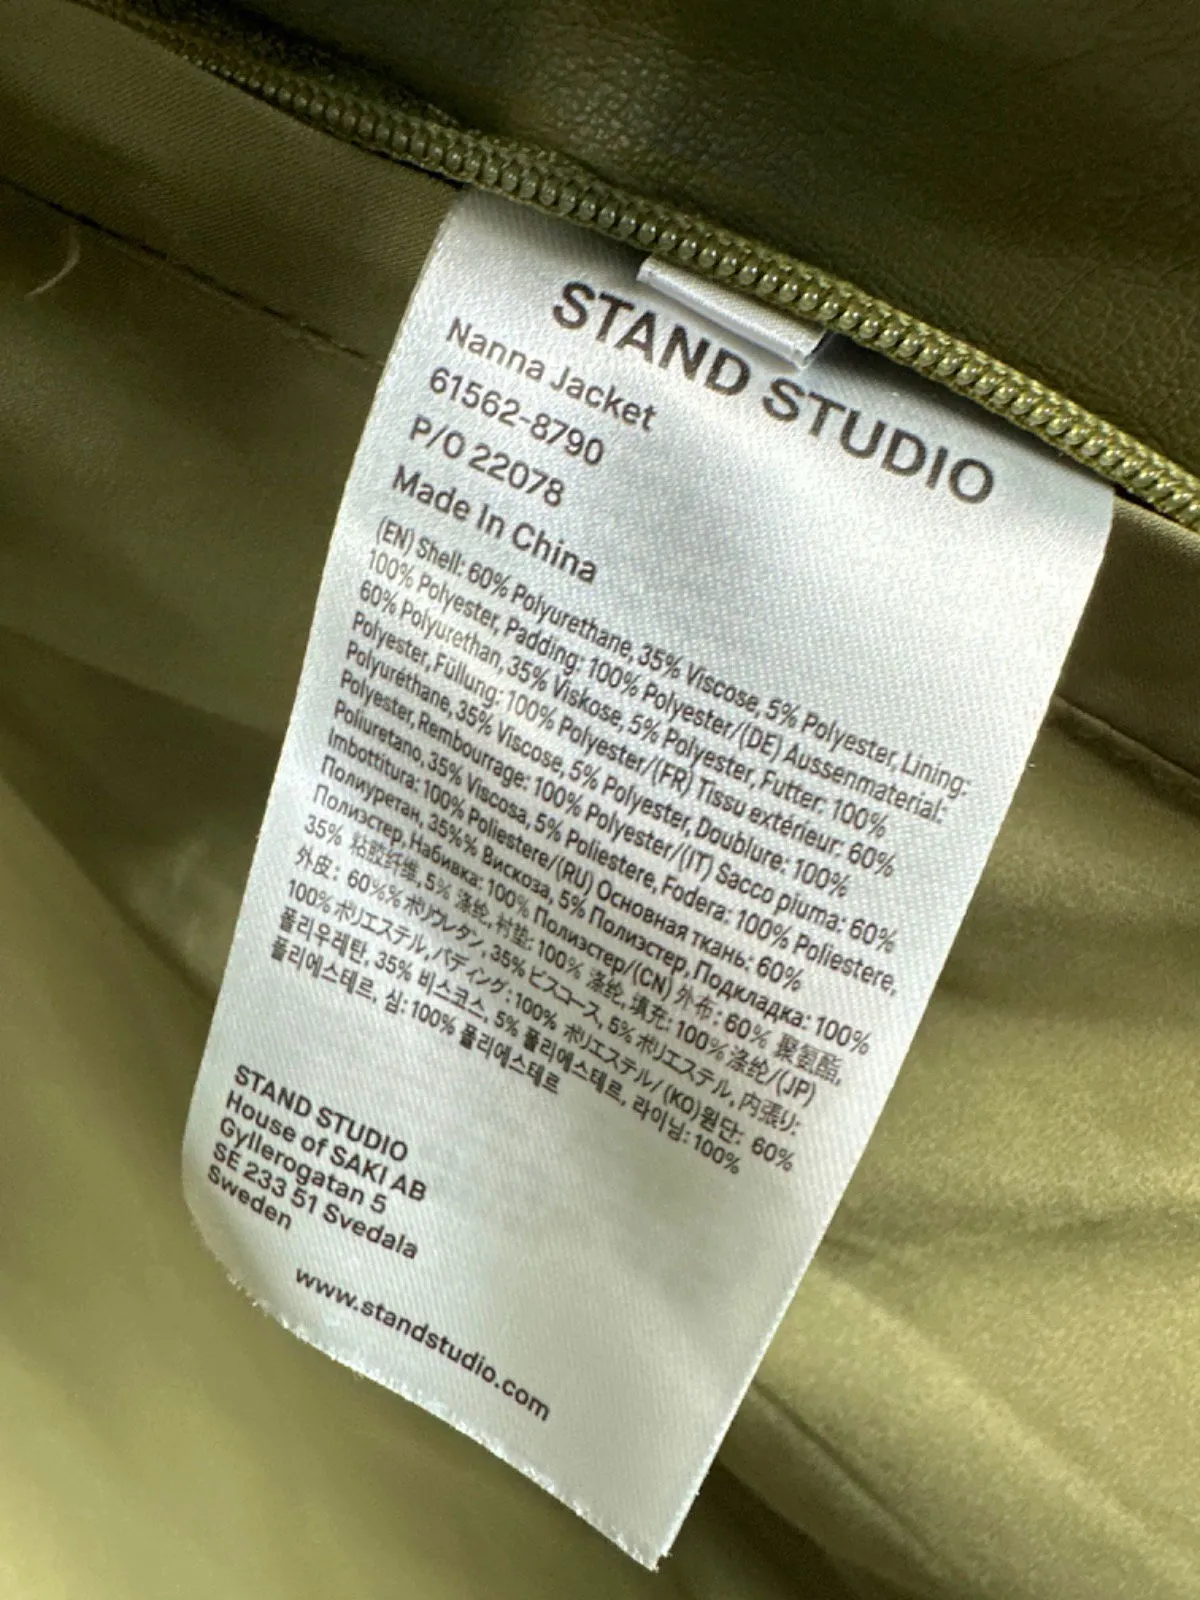 STAND STUDIO
Nanna Jacket
61562-8790
P/O 22078
Made In China
(EN) Shell: 60% Polyurethane, 35% Viscose, 5% Polyester, Lining:
100% Polyester, Padding: 100% Polyester/(DE) Aussenmaterial:
60% Polyurethan, 35% Viskose, 5% Polyester, Futter: 100%
Polyester, Füllung: 100% Polyester/(FR) Tissu extérieur: 60%
Polyuréthane, 35% Viscose, 5% Polyester, Doublure: 100%
Polyester, Rembourrage: 100% Polyester/(IT) Sacco piuma: 60%
Poliuretano, 35% Viscosa, 5% Poliestere, Fodera: 100% Poliestere,
Imbottitura: 100% Poliestere/(RU) Основная ткань: 60%
Полиуретан, 35%% Вискоза, 5% Полиэстер, Подкладка: 100%
Полиэстер, Набивка: 100% Полиэстер/(CN) 外布: 60% 聚氨酯,
35% 粘胶纤维, 5% 涤纶, 衬垫: 100% 涤纶, 填充: 100% 涤纶/(JP)
外皮: 60%% ポリウレタン, 35% ビスコース, 5% ポリエステル, 内張り:
100% ポリエステル, パディング: 100% ポリエステル/ (KO)원단: 60%
폴리우레탄, 35% 비스코스, 5% 폴리에스테르, 라이닝: 100%
폴리에스테르, 심: 100% 폴리에스테르
STAND STUDIO
House of SAKI AB
Gyllerogatan 5
SE 233 51 Svedala
Sweden
www.standstudio.com